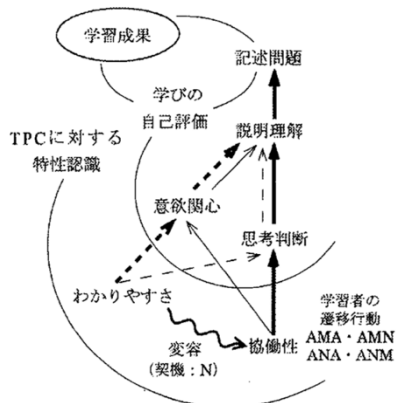 学習成果
記述問題
学びの
自己評価
TPCに対する
特性認識
説明理解
意欲関心
思考判断
わかりやすさ
変容
(契機:N)
協働性
学習者の
遷移行動
AMA・AMN
ANA・ANM